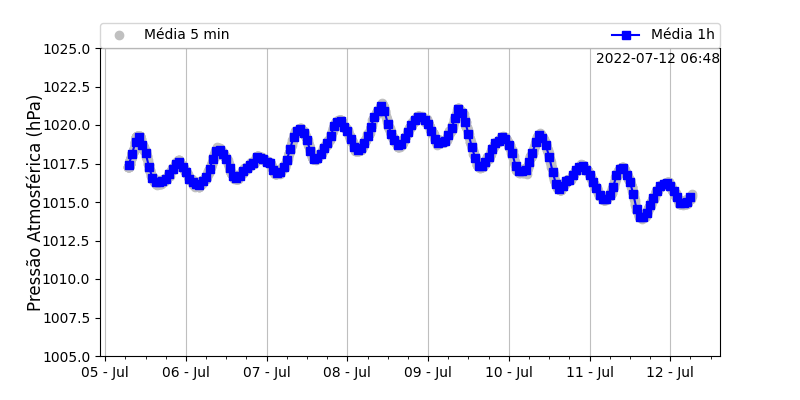 Média 5 min
Média 1h
2022-07-12 06:48
Pressão Atmosférica (hPa)
1025.0
1022.5
1020.0
1017.5
1015.0
1012.5
1010.0
1007.5
1005.0
05 - Jul
06 - Jul
07 - Jul
08 - Jul
09 - Jul
10 - Jul
11 - Jul
12 - Jul